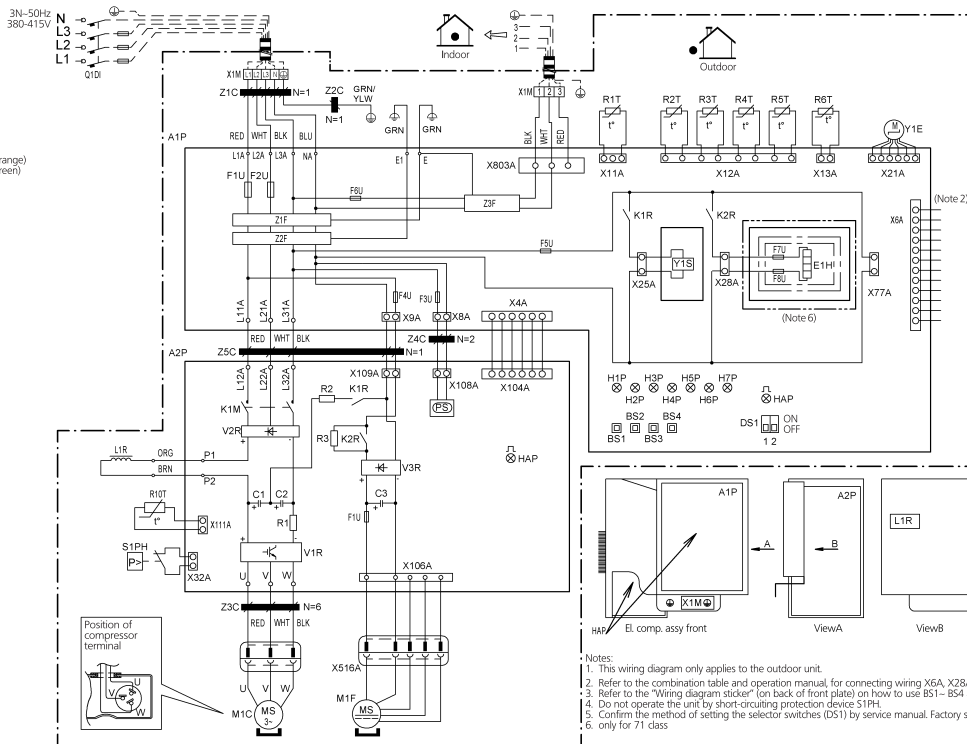 3N~50Hz
380-415V
N
L3
L2
L1
Q1DI
X1M L1 L2 L3 N
3
2
1
Indoor
Outdoor
Z1C N=1
Z2C
N=1
GRN/
YLW
X1M 1 2 3
GRN
GRN
A1P
RED WHT BLK BLU
BLK
WHT
RED
R1T
t°
R2T
t°
R3T
t°
R4T
t°
R5T
t°
R6T
t°
M Y1E
X11A
X12A
X13A
X21A
range)
reen)
L1A L2A L3A NA
E1 E
X803A
F1U F2U
F6U
Z3F
Z1F
Z2F
F5U
K1R
K2R
X6A
(Note 2)
Y1S
X25A
X28A
F7U
F8U
E1H
X77A
(Note 6)
L11A
L21A
L31A
F4U
F3U
X9A
X8A
X4A
RED WHT BLK
Z4C N=2
A2P
Z5C N=1
L12A
L22A
L32A
X109A
X108A
X104A
PS
K1M
R2
K1R
V2R
R3
K2R
V3R
HAP
H1P H3P H5P H7P
H2P H4P H6P
HAP
BS2 BS4
BS1 BS3
DS1
ON
OFF
1 2
L1R
ORG
P1
BRN
P2
R10T
t°
X111A
C1 C2
C3
R1
F1U
S1PH
P>
X32A
V1R
U V W
X106A
Z3C N=6
RED WHT BLK
X516A
Position of
compressor
terminal
U
V
W
U V W
M1C
MS
3~
M1F
MS
A1P
A
X1M
HAP
El. comp. assy front
A2P
B
ViewA
L1R
ViewB
Notes:
1. This wiring diagram only applies to the outdoor unit.
2. Refer to the combination table and operation manual, for connecting wiring X6A, X28A
3. Refer to the "Wiring diagram sticker" (on back of front plate) on how to use BS1~ BS4
4. Do not operate the unit by short-circuiting protection device S1PH.
5. Confirm the method of setting the selector switches (DS1) by service manual. Factory s
6. only for 71 class